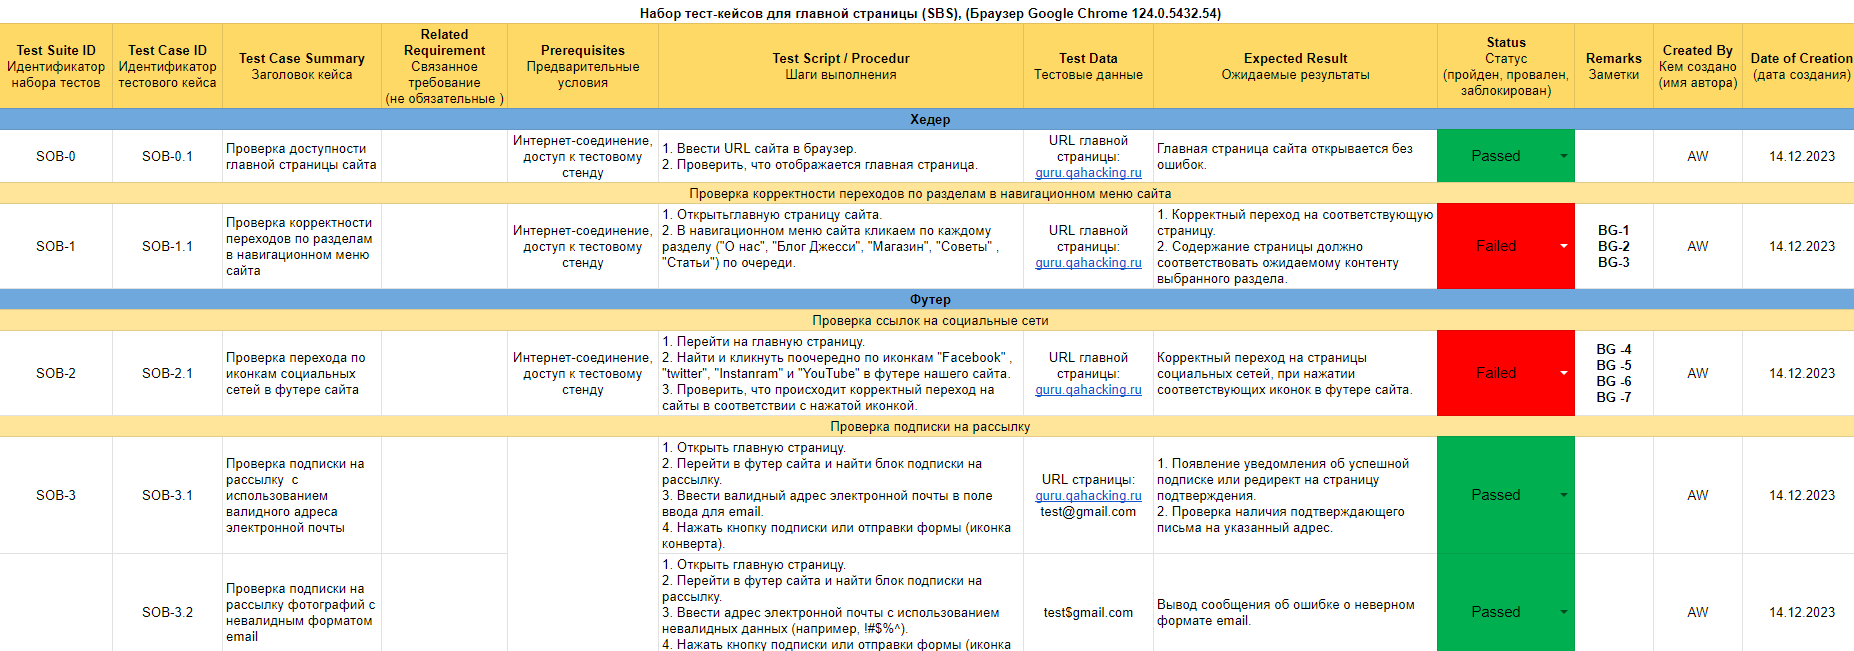 Набор тест-кейсов для главной страницы (SBS), (Браузер Google Chrome 124.0.5432.54)
Test Suite ID
Идентификатор
набора тестов
Test Case ID
Идентификатор
тестового кейса
Test Case Summary
Заголовок кейса
Related
Requirement
Связанное
требование
(не обязательные )
Prerequisites
Предварительные
условия
Test Script / Procedur
Шаги выполнения
Test Data
Тестовые данные
Expected Result
Ожидаемые результаты
Status
Статус
(пройден, провален,
заблокирован)
Remarks
Заметки
Created By
Кем создано
(имя автора)
Date of Creation
(дата создания)
Хедер
SOB-0
SOB-0.1
Проверка доступности
главной страницы сайта
Интернет-соединение,
доступ к тестовому
стенду
1. Ввести URL сайта в браузер.
2. Проверить, что отображается главная страница.
URL главной
страницы:
guru.qahacking.ru
Главная страница сайта открывается без
ошибок.
Passed
AW
14.12.2023
Проверка корректности переходов по разделам в навигационном меню сайта
SOB-1
SOB-1.1
Проверка корректности
переходов по разделам
в навигационном меню
сайта
Интернет-соединение,
доступ к тестовому
стенду
1. Открытьглавную страницу сайта.
2. В навигационном меню сайта кликаем по каждому
разделу ("О нас", "Блог Джесси", "Магазин", "Советы" ,
"Статьи") по очереди.
URL главной
страницы:
guru.qahacking.ru
1. Корректный переход на соответствующую
страницу.
2. Содержание страницы должно
соответствовать ожидаемому контенту
выбранного раздела.
Failed
BG-1
BG-2
BG-3
AW
14.12.2023
Футер
Проверка ссылок на социальные сети
SOB-2
SOB-2.1
Проверка перехода по
иконкам социальных
сетей в футере сайта
Интернет-соединение,
доступ к тестовому
стенду
1. Перейти на главную страницу.
2. Найти и кликнуть поочередно по иконкам "Facebook" ,
"twitter", "Instanram" и "YouTube" в футере нашего сайта.
3. Проверить, что происходит корректный переход на
сайты в соответствии с нажатой иконкой.
URL главной
страницы:
guru.qahacking.ru
Корректный переход на страницы
социальных сетей, при нажатии
соответствующих иконок в футере сайта.
Failed
BG -4
BG -5
BG -6
BG -7
AW
14.12.2023
Проверка подписки на рассылку
SOB-3
SOB-3.1
Проверка подписки на
рассылку с
использованием
валидного адреса
электронной почты
1. Открыть главную страницу.
2. Перейти в футер сайта и найти блок подписки на
рассылку.
3. Ввести валидный адрес электронной почты в поле
ввода для email.
4. Нажать кнопку подписки или отправки формы (иконка
конверта).
URL страницы:
guru.qahacking.ru
test@gmail.com
1. Появление уведомления об успешной
подписке или редирект на страницу
подтверждения.
2. Проверка наличия подтверждающего
письма на указанный адрес.
Passed
AW
14.12.2023
SOB-3.2
Проверка подписки на
рассылку фотографий с
невалидным форматом
email
1. Открыть главную страницу.
2. Перейти в футер сайта и найти блок подписки на
рассылку.
3. Ввести адрес электронной почты с использованием
невалидных данных (например, !#$%^).
4. Нажать кнопку подписки или отправки формы (иконка
test$gmail.com
Вывод сообщения об ошибке о неверном
формате email.
Passed
AW
14.12.2023